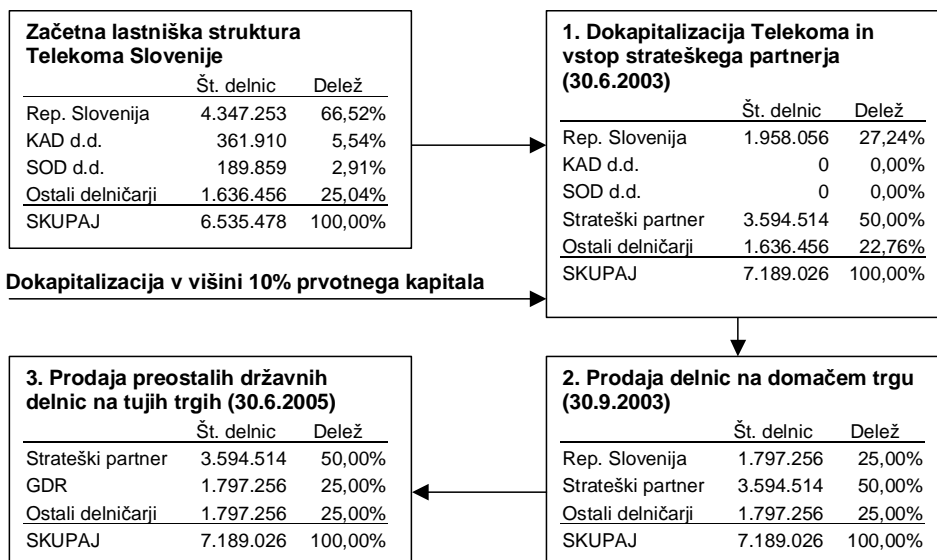 Začetna lastniška struktura
Telekoma Slovenije
Št. delnic Delež
Rep. Slovenija 4.347.253 66,52%
KAD d.d. 361.910 5,54%
SOD d.d. 189.859 2,91%
Ostali delničarji 1.636.456 25,04%
SKUPAJ 6.535.478 100,00%
1. Dokapitalizacija Telekoma in
vstop strateškega partnerja
(30.6.2003)
Št. delnic Delež
Rep. Slovenija 1.958.056 27,24%
KAD d.d. 0 0,00%
SOD d.d. 0 0,00%
Strateški partner 3.594.514 50,00%
Ostali delničarji 1.636.456 22,76%
SKUPAJ 7.189.026 100,00%
Dokapitalizacija v višini 10% prvotnega kapitala
3. Prodaja preostalih državnih
delnic na tujih trgih (30.6.2005)
Št. delnic Delež
Strateški partner 3.594.514 50,00%
GDR 1.797.256 25,00%
Ostali delničarji 1.797.256 25,00%
SKUPAJ 7.189.026 100,00%
2. Prodaja delnic na domačem trgu
(30.9.2003)
Št. delnic Delež
Rep. Slovenija 1.797.256 25,00%
Strateški partner 3.594.514 50,00%
Ostali delničarji 1.797.256 25,00%
SKUPAJ 7.189.026 100,00%